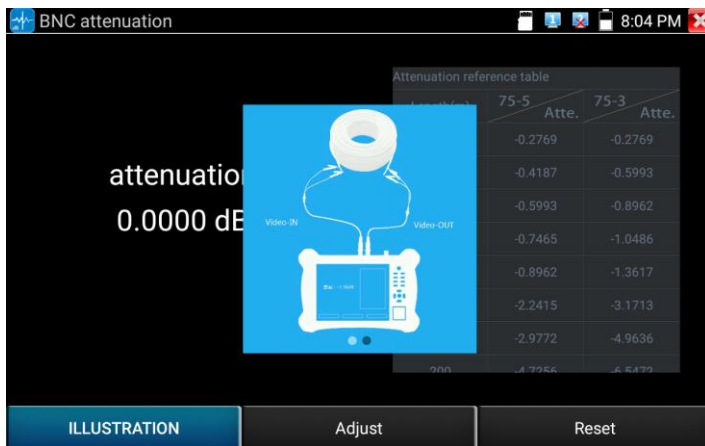 BNC attenuation
8:04 PM
Attenuation reference table
75-5 Atte. 75-3 Atte.
-0.2769 -0.2769
-0.4187 -0.5993
-0.5993 -0.8962
-0.7465 -1.0486
-0.8962 -1.3617
-2.2415 -3.1713
-2.9772 -4.9636
200 -4.7256 -6.5472
attenuatio
0.0000 dB
Video-IN
Video-OUT
ILLUSTRATION
Adjust
Reset